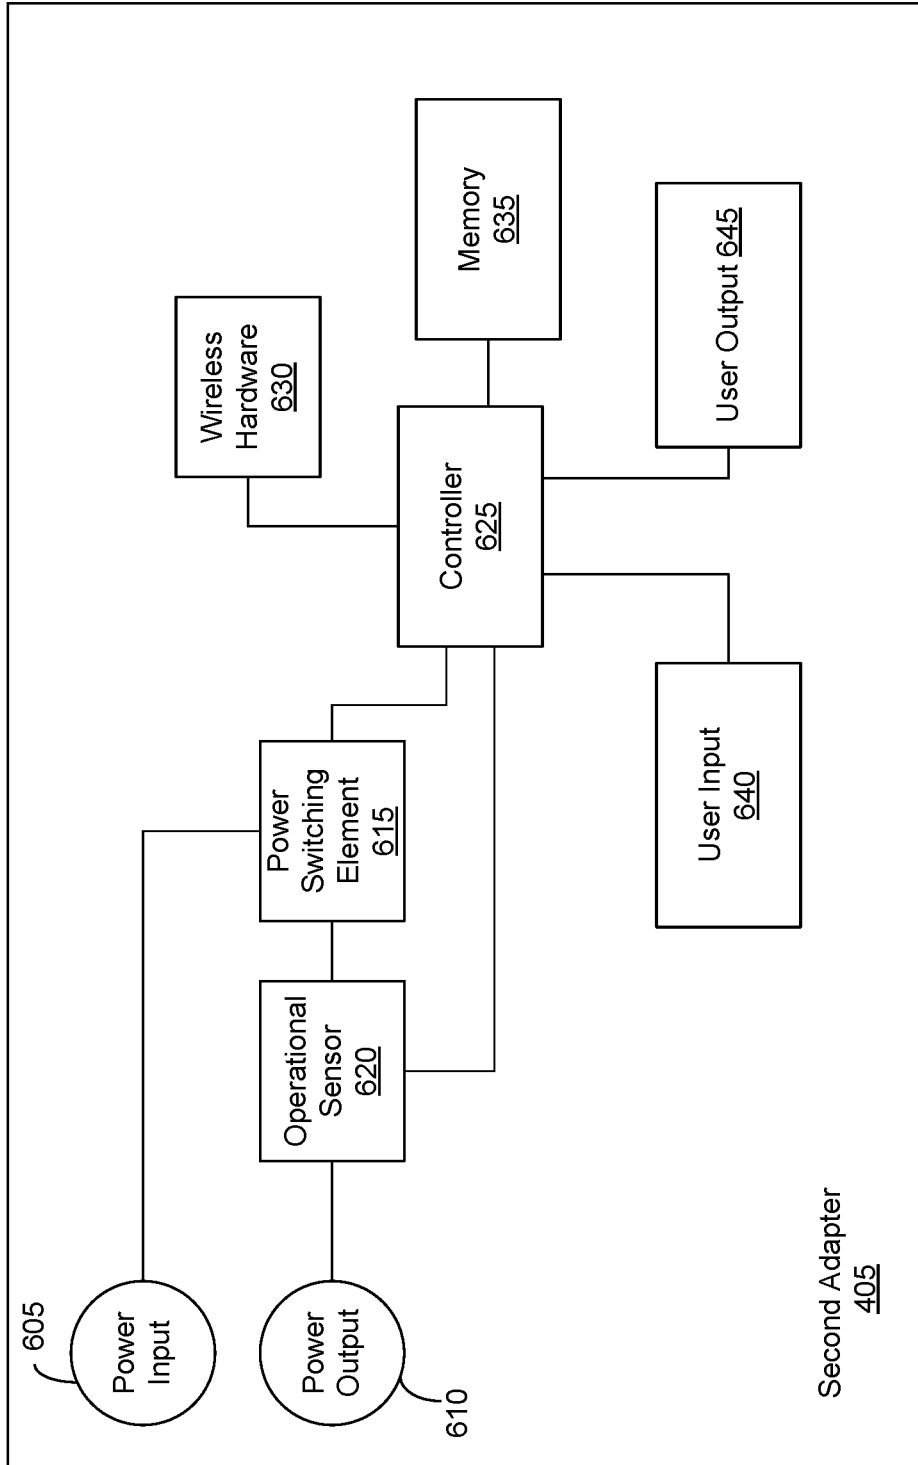 605
Power
Input
Power
Output
610
Operational
Sensor
620
Power
Switching
Element
615
Wireless
Hardware
630
Controller
625
Memory
635
User Input
640
User Output 645
Second Adapter
405